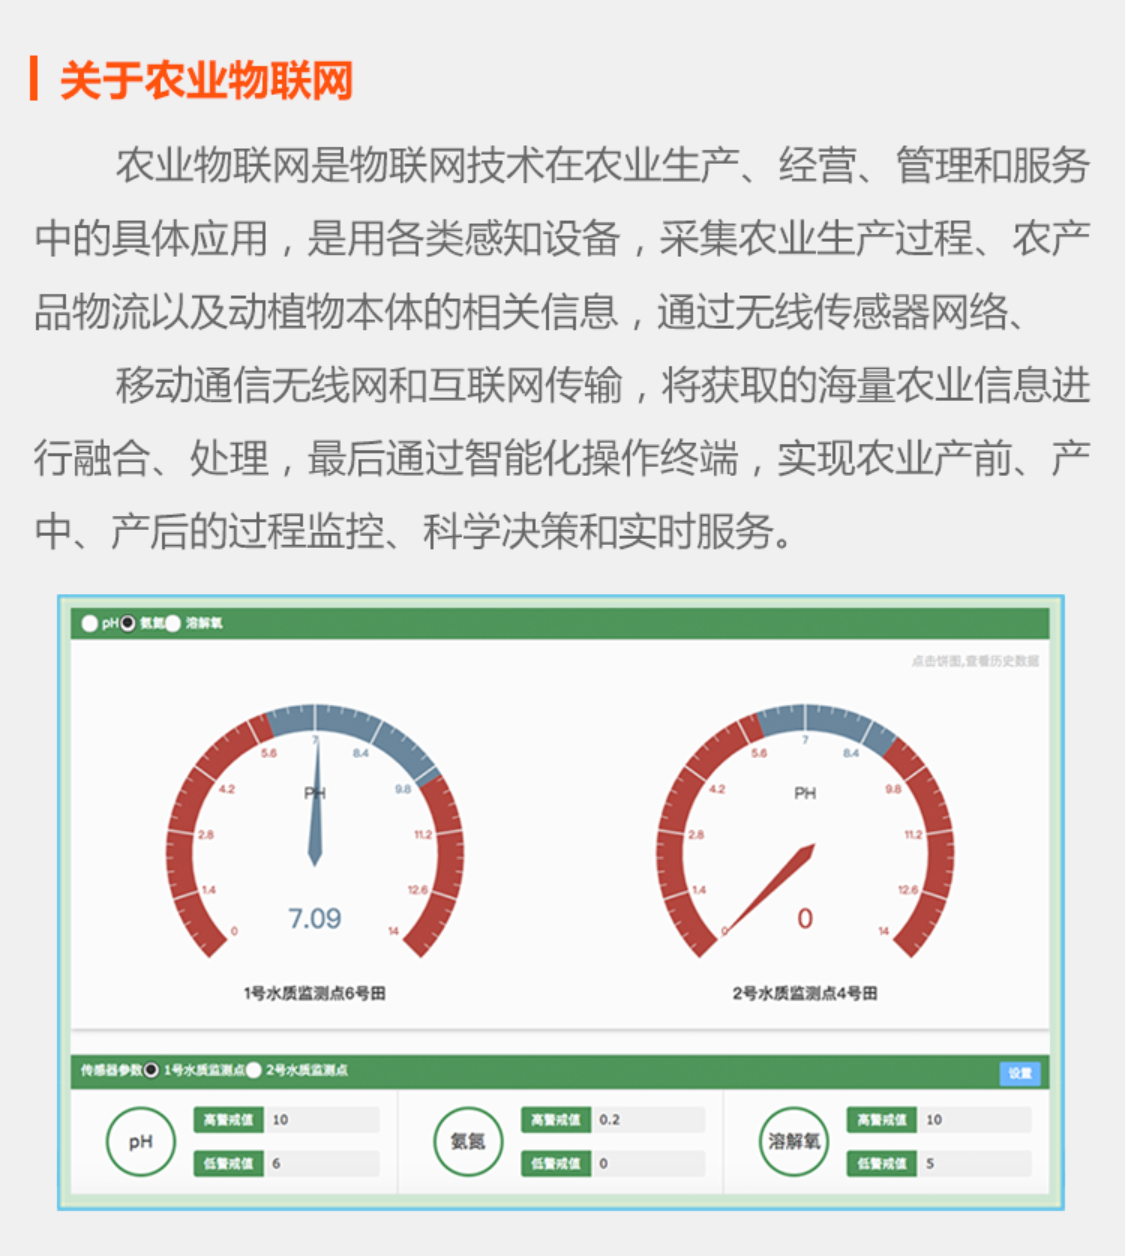 关于农业物联网
农业物联网是物联网技术在农业生产、经营、管理和服务
中的具体应用，是用各类感知设备，采集农业生产过程、农产
品物流以及动植物本体的相关信息，通过无线传感器网络、
移动通信无线网和互联网传输，将获取的海量农业信息进
行融合、处理，最后通过智能化操作终端，实现农业产前、产
中、产后的过程监控、科学决策和实时服务。
pH 氨氮 溶解氧
点击饼图,查看历史数据
0 1.4 2.8 4.2 5.6 7 8.4 9.8 11.2 12.6 14
PH
7.09
1号水质监测点6号田
0 1.4 2.8 4.2 5.6 7 8.4 9.8 11.2 12.6 14
PH
0
2号水质监测点4号田
传感器参数 1号水质监测点 2号水质监测点 设置
pH
高警戒值 10
低警戒值 6
氨氮
高警戒值 0.2
低警戒值 0
溶解氧
高警戒值 10
低警戒值 5